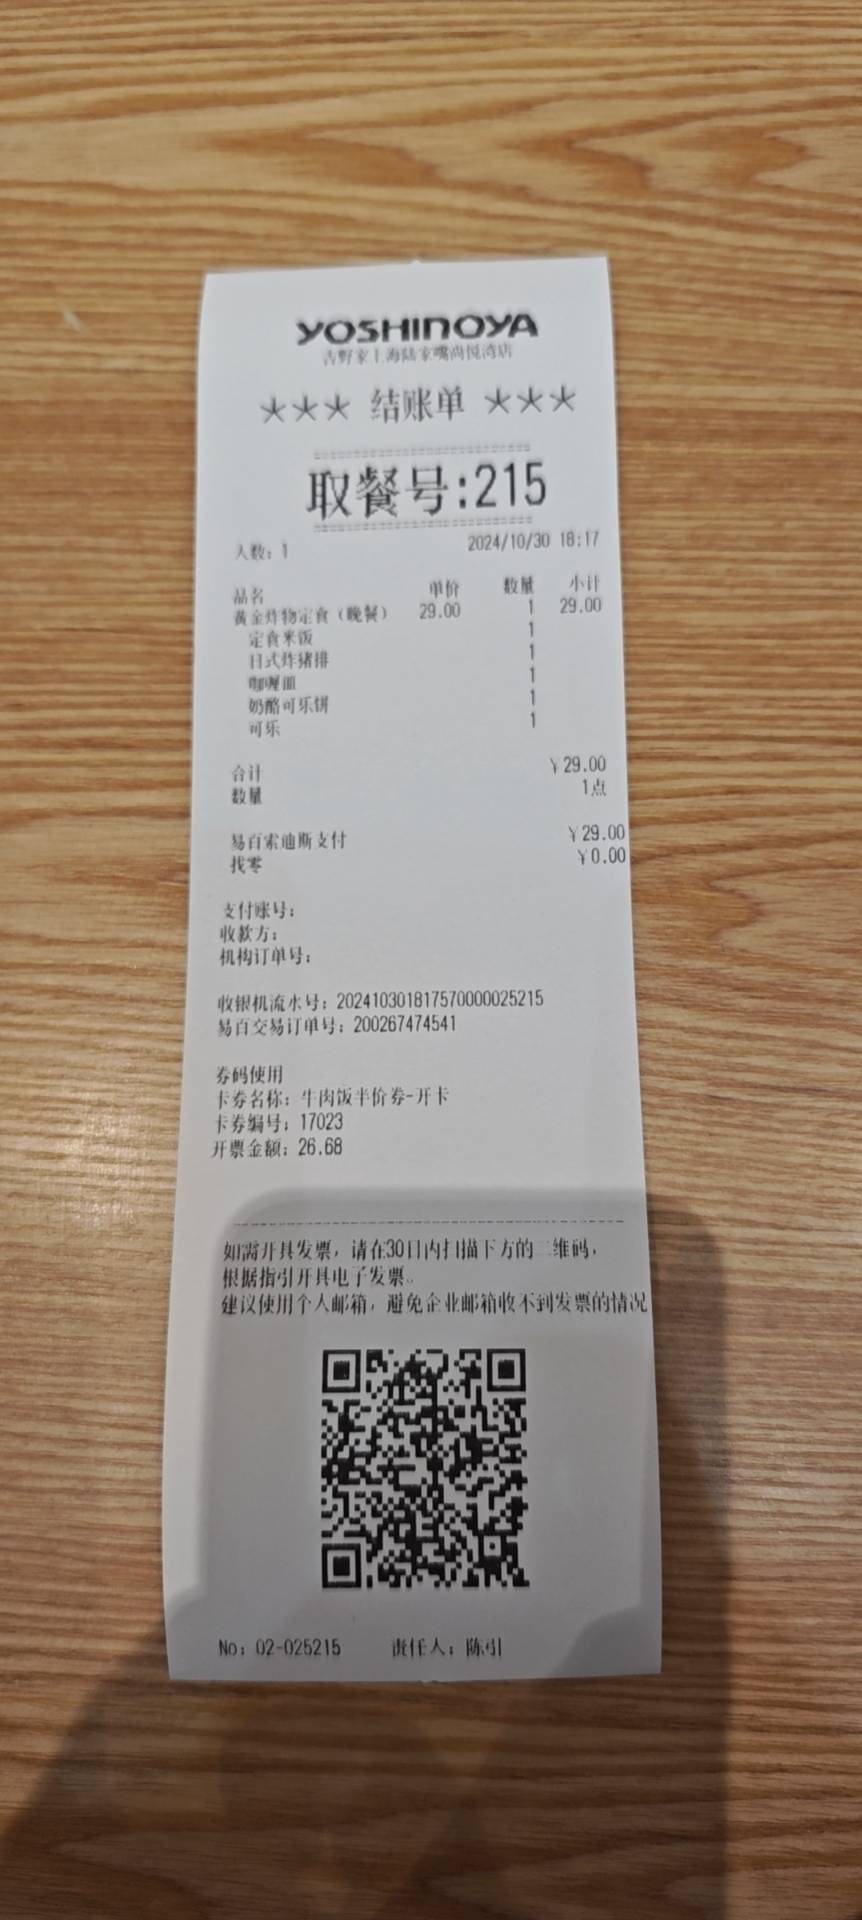 YOSHINOYA
吉野家上海陆家嘴尚悦湾店
*** 结账单 ***
取餐号:215
人数：1 2024/10/30 18:17
品名 单价 数量 小计
黄金炸物定食（晚餐） 29.00 1 29.00
定食米饭 1
日式炸猪排 1
咖喱皿 1
奶酪可乐饼 1
可乐 1
合计 ￥29.00
数量 1点
易百索迪斯支付 ￥29.00
找零 ￥0.00
支付账号：
收款方：
机构订单号：
收银机流水号：202410301817570000025215
易百交易订单号：200267474541
券码使用
卡券名称：牛肉饭半价券-开卡
卡券编号：17023
开票金额：26.68
如需开具发票，请在30日内扫描下方的二维码，
根据指引开具电子发票。
建议使用个人邮箱，避免企业邮箱收不到发票的情况
No：02-025215 责任人：陈引